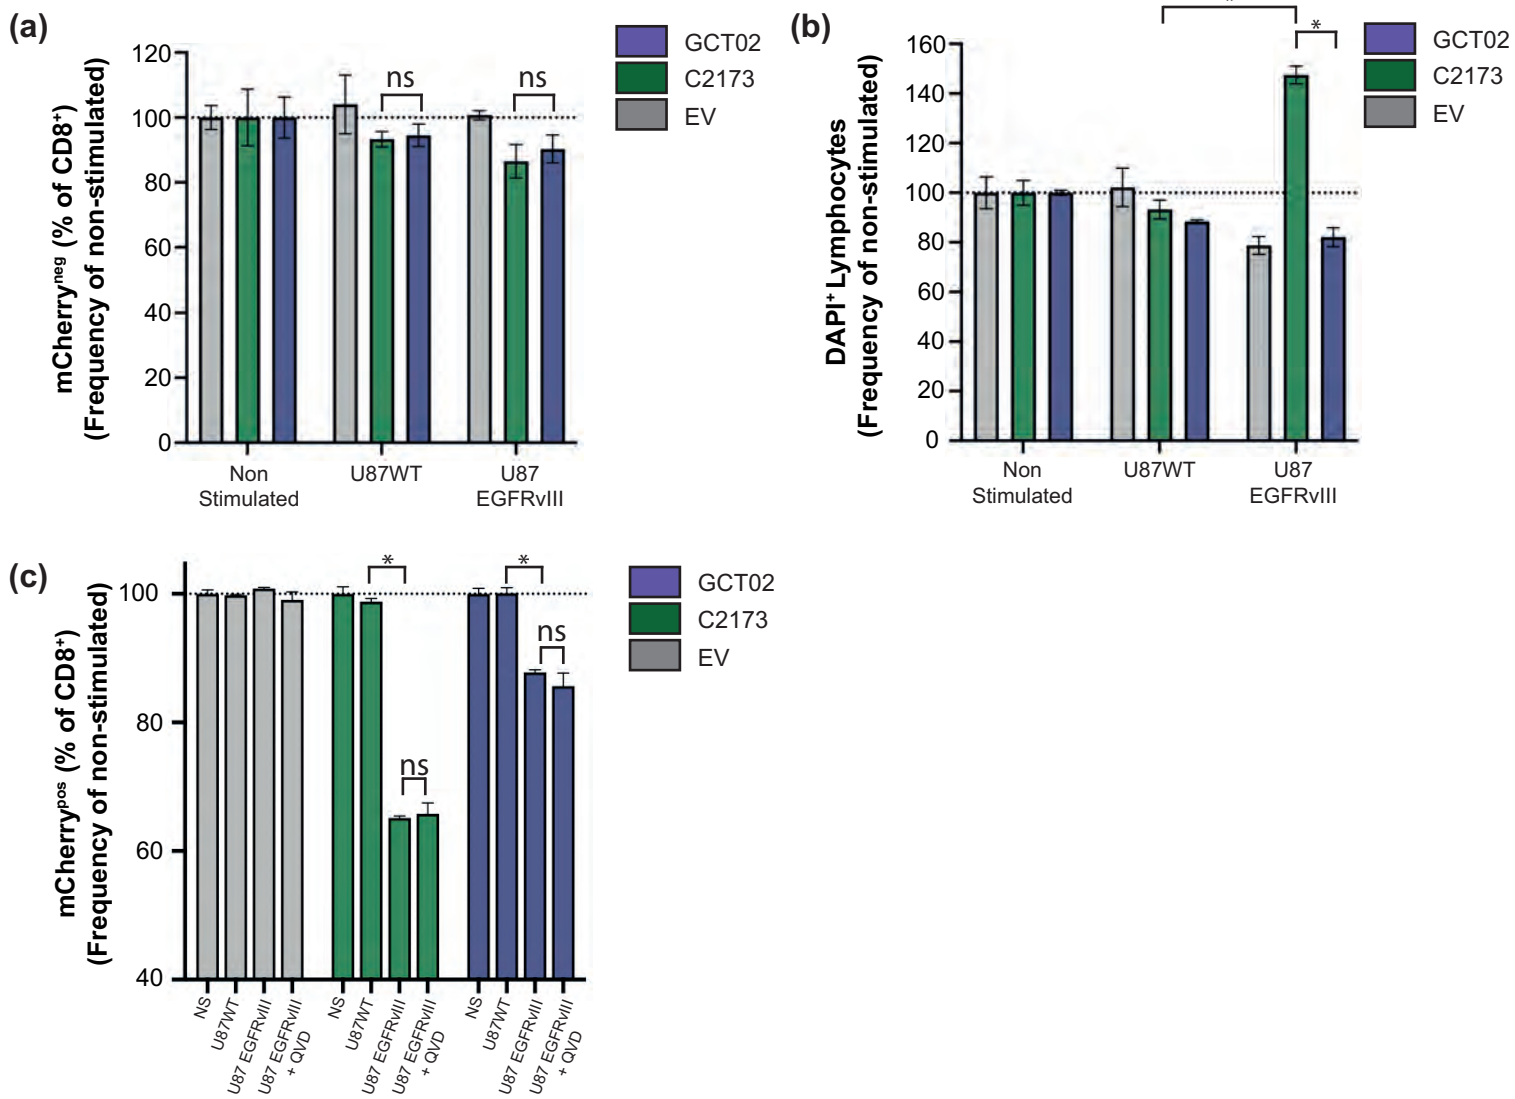 (a)
mCherryⁿᵉᵍ (% of CD8⁺)
(Frequency of non-stimulated)
120
100
80
60
40
20
0
ns
ns
Non
Stimulated
U87WT
U87
EGFRvIII
GCT02
C2173
EV
(b)
DAPI⁺ Lymphocytes
(Frequency of non-stimulated)
160
140
120
100
80
60
40
20
0
*
*
Non
Stimulated
U87WT
U87
EGFRvIII
GCT02
C2173
EV
(c)
mCherryᵖᵒˢ (% of CD8⁺)
(Frequency of non-stimulated)
100
80
60
40
*
ns
*
ns
NS
U87WT
U87 EGFRvIII
U87 EGFRvIII
+ QVD
NS
U87WT
U87 EGFRvIII
U87 EGFRvIII
+ QVD
NS
U87WT
U87 EGFRvIII
U87 EGFRvIII
+ QVD
GCT02
C2173
EV